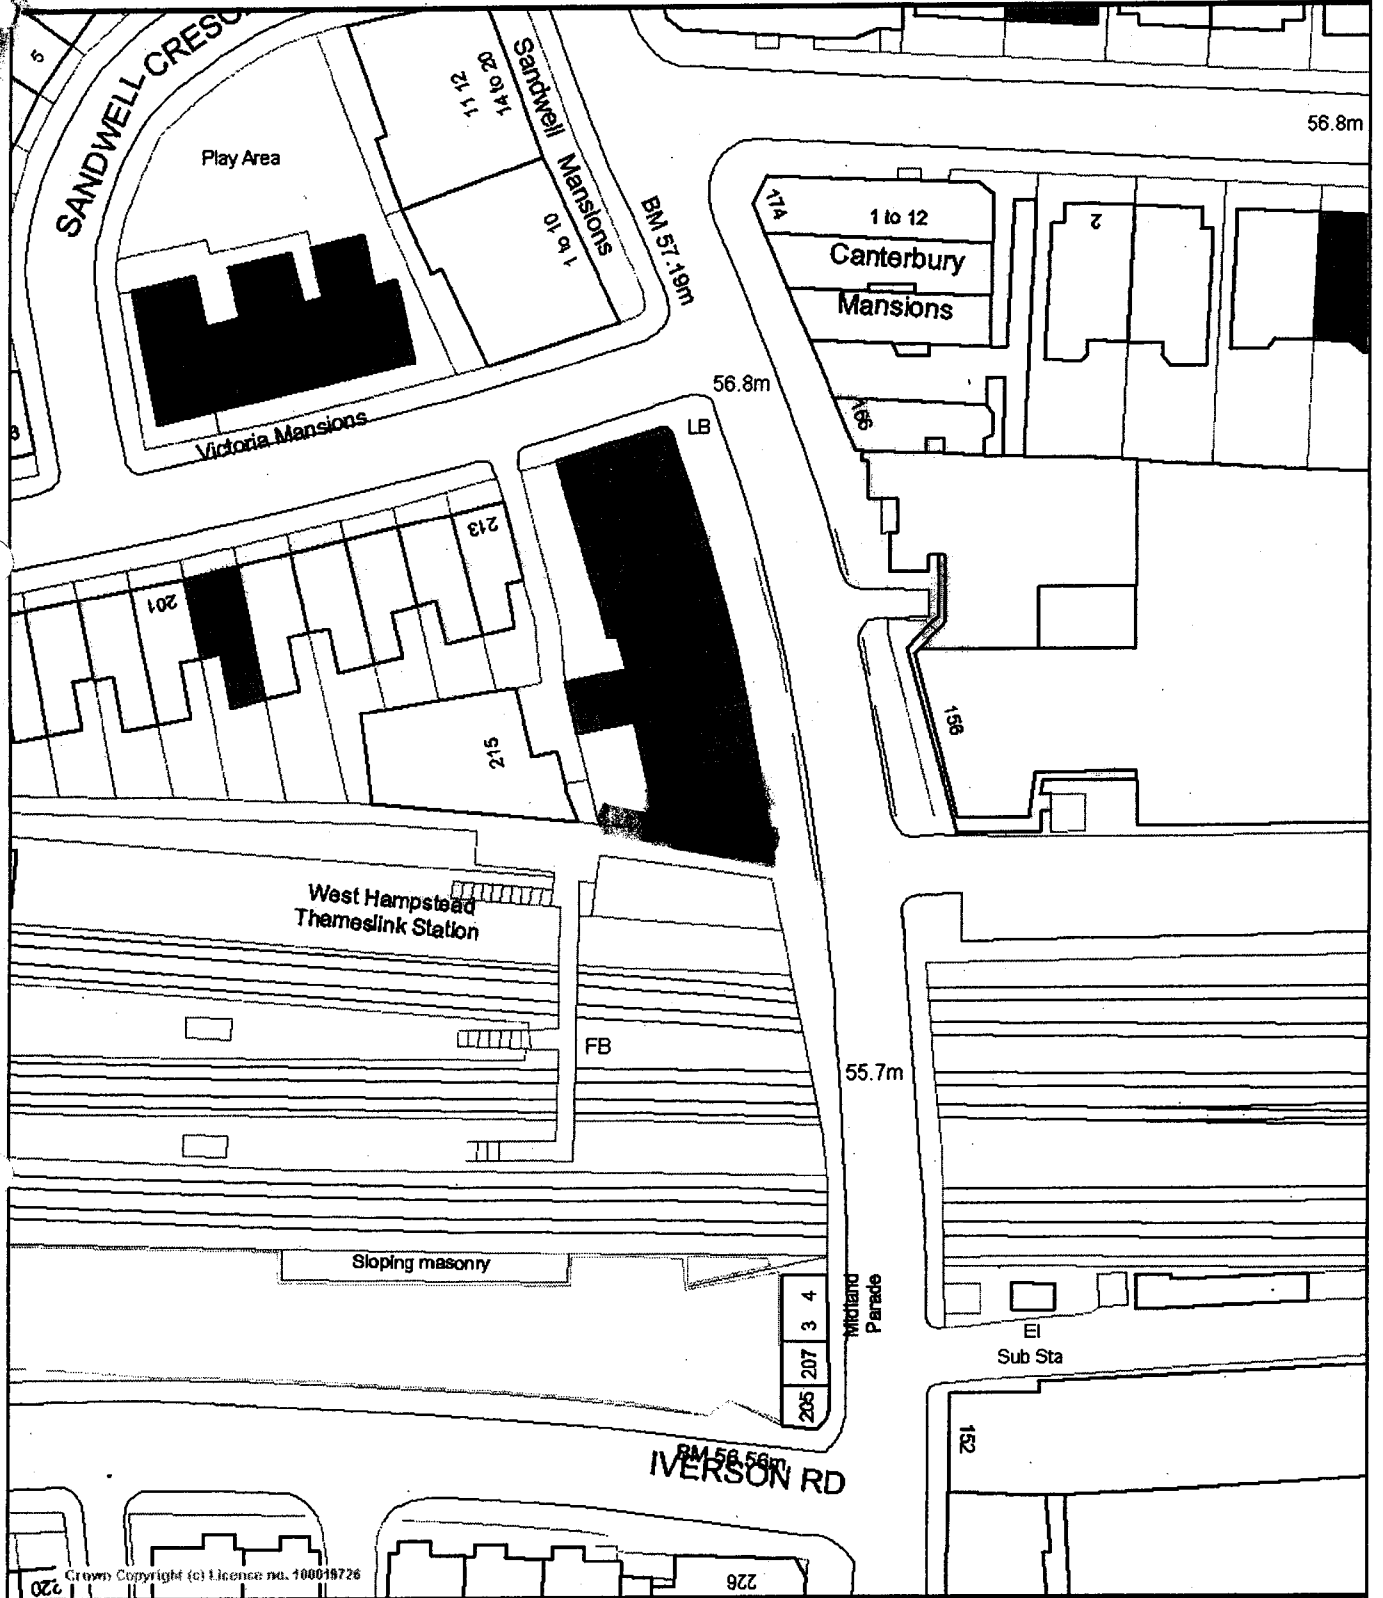 5
SANDWELL CRESC
Play Area
11 12
14 to 20
Sandwell Mansions
1 to 10
BM 57.19m
56.8m
174
1 to 12
Canterbury
Mansions
2
56.8m
166
LB
Victoria Mansions
213
201
215
156
West Hampstead
Thameslink Station
FB
55.7m
Sloping masonry
4
3
207
205
Midland
Parade
El
Sub Sta
152
BM 56.56m
IVERSON RD
226
220
Crown Copyright (c) Licence no. 100019726